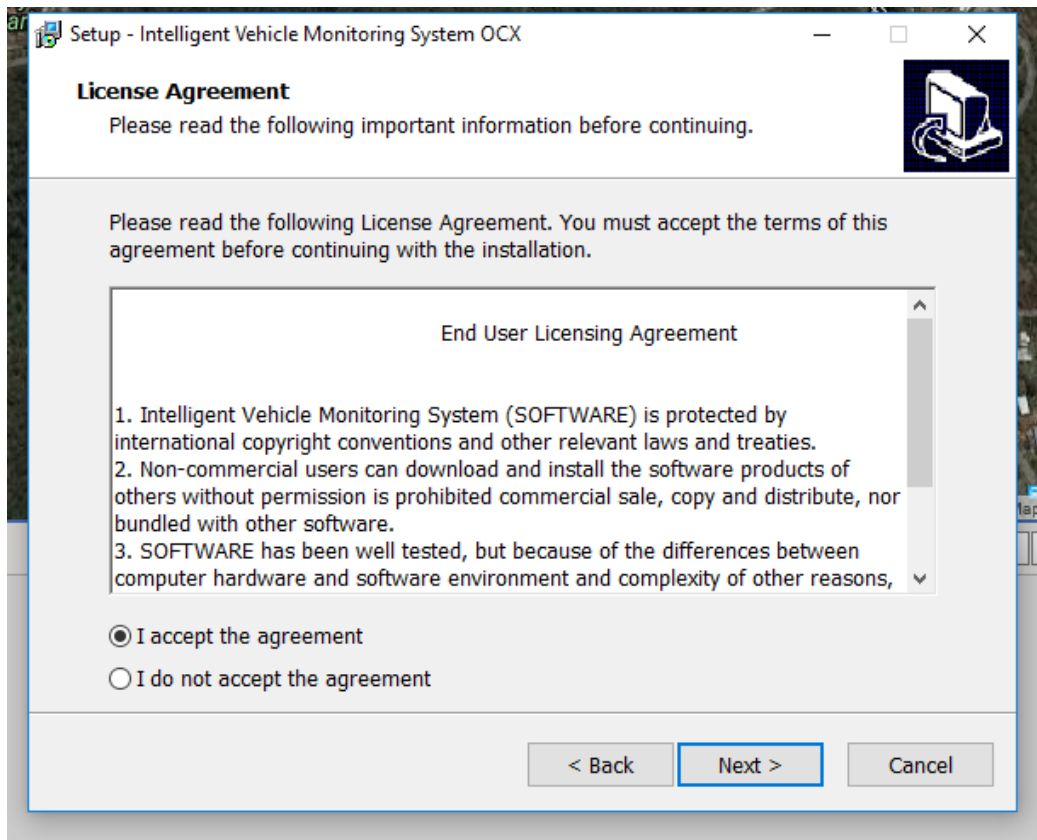 Setup - Intelligent Vehicle Monitoring System OCX
License Agreement
Please read the following important information before continuing.
Please read the following License Agreement. You must accept the terms of this
agreement before continuing with the installation.
End User Licensing Agreement
1. Intelligent Vehicle Monitoring System (SOFTWARE) is protected by
international copyright conventions and other relevant laws and treaties.
2. Non-commercial users can download and install the software products of
others without permission is prohibited commercial sale, copy and distribute, nor
bundled with other software.
3. SOFTWARE has been well tested, but because of the differences between
computer hardware and software environment and complexity of other reasons,
I accept the agreement
I do not accept the agreement
< Back
Next >
Cancel